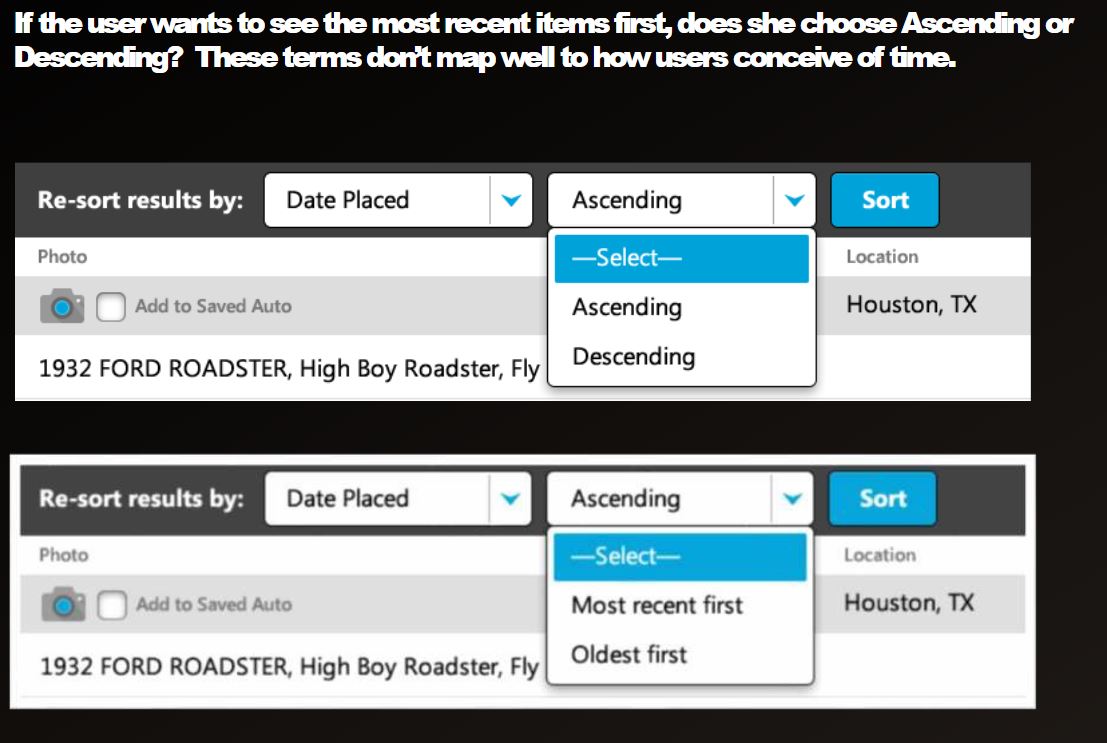 If the user wants to see the most recent items first, does she choose Ascending or
Descending?  These terms don't map well to how users conceive of time.
Re-sort results by: Date Placed Ascending Sort
Photo —Select— Location
Add to Saved Auto Ascending Houston, TX
1932 FORD ROADSTER, High Boy Roadster, Fly Descending
Re-sort results by: Date Placed Ascending Sort
Photo —Select— Location
Add to Saved Auto Most recent first Houston, TX
1932 FORD ROADSTER, High Boy Roadster, Fly Oldest first